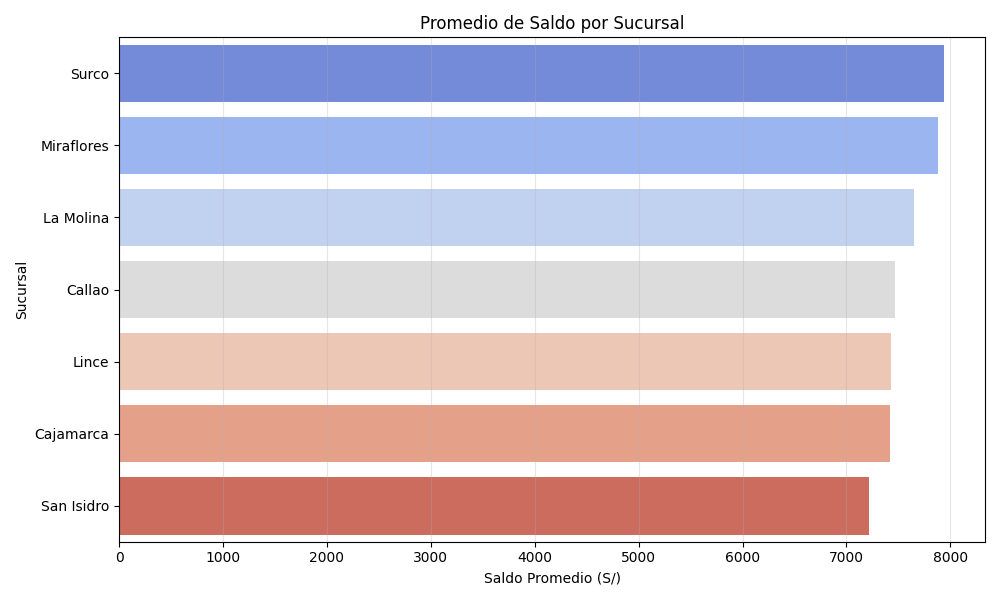 Promedio de Saldo por Sucursal
Surco
Miraflores
La Molina
Callao
Lince
Cajamarca
San Isidro
Sucursal
0 1000 2000 3000 4000 5000 6000 7000 8000
Saldo Promedio (S/)